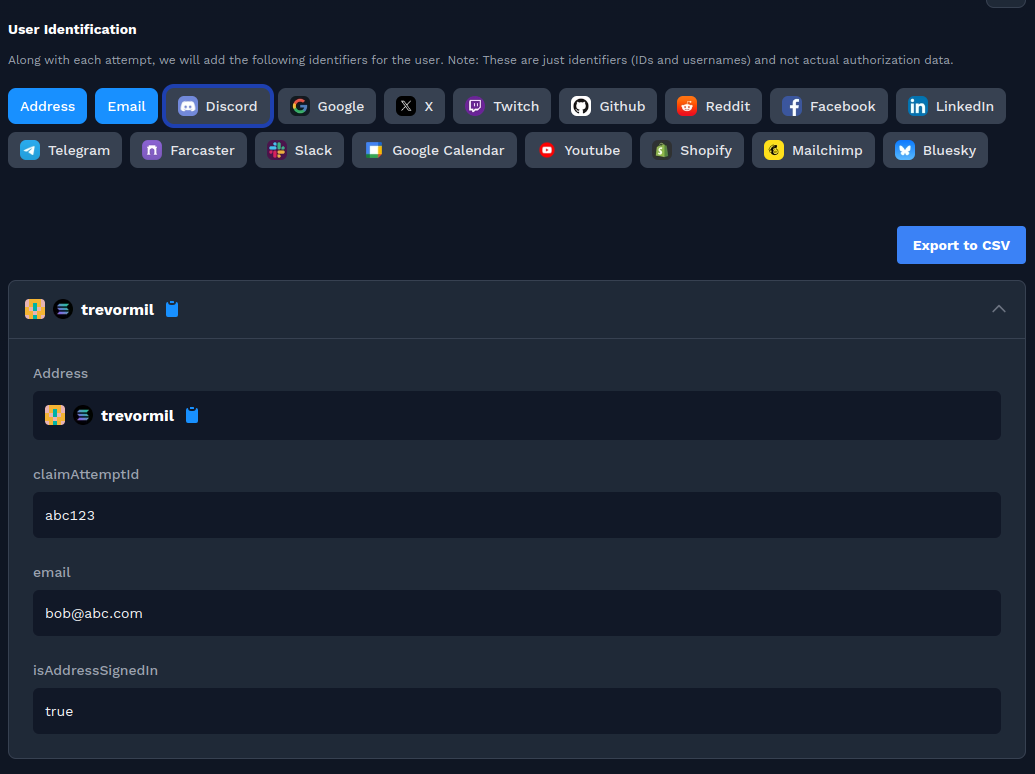 User Identification
Along with each attempt, we will add the following identifiers for the user. Note: These are just identifiers (IDs and usernames) and not actual authorization data.
Address Email Discord Google X Twitch Github Reddit Facebook LinkedIn
Telegram Farcaster Slack Google Calendar Youtube Shopify Mailchimp Bluesky
Export to CSV
trevormil
Address
trevormil
claimAttemptId
abc123
email
bob@abc.com
isAddressSignedIn
true